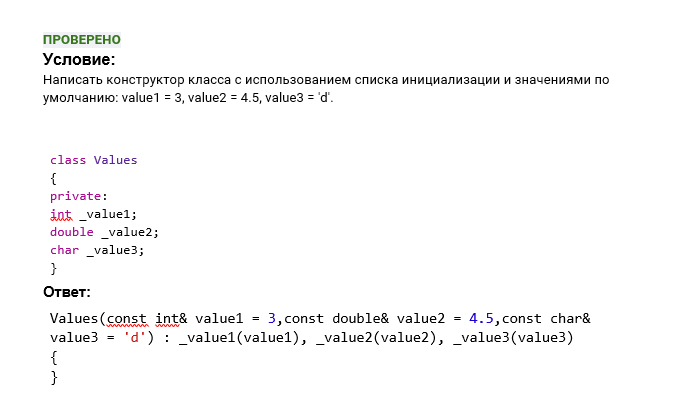 ПРОВЕРЕНО
Условие:
Написать конструктор класса с использованием списка инициализации и значениями по
умолчанию: value1 = 3, value2 = 4.5, value3 = 'd'.
class Values
{
private:
int _value1;
double _value2;
char _value3;
}
Ответ:
Values(const int& value1 = 3,const double& value2 = 4.5,const char&
value3 = 'd') : _value1(value1), _value2(value2), _value3(value3)
{
}